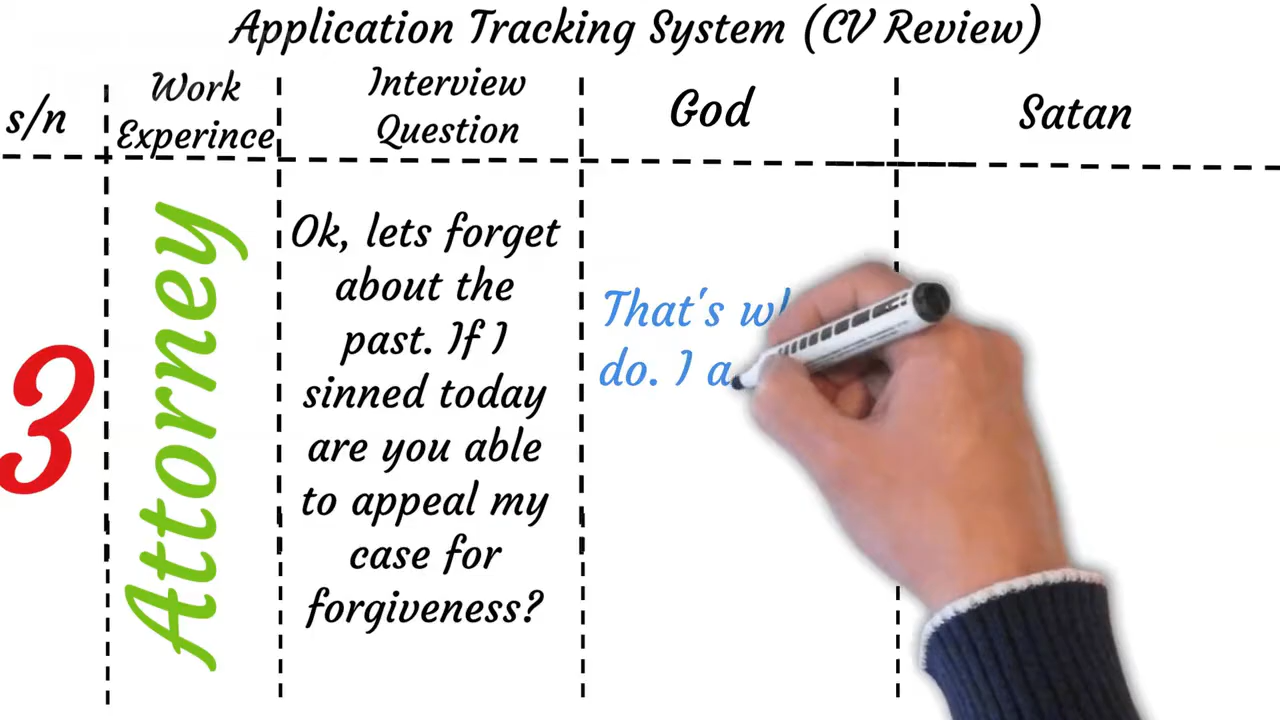 Application Tracking System (CV Review)
s/n
Work
Experince
Interview
Question
God
Satan
3
Attorney
Ok, lets forget
about the
past. If I
sinned today
are you able
to appeal my
case for
forgiveness?
That's
do. I